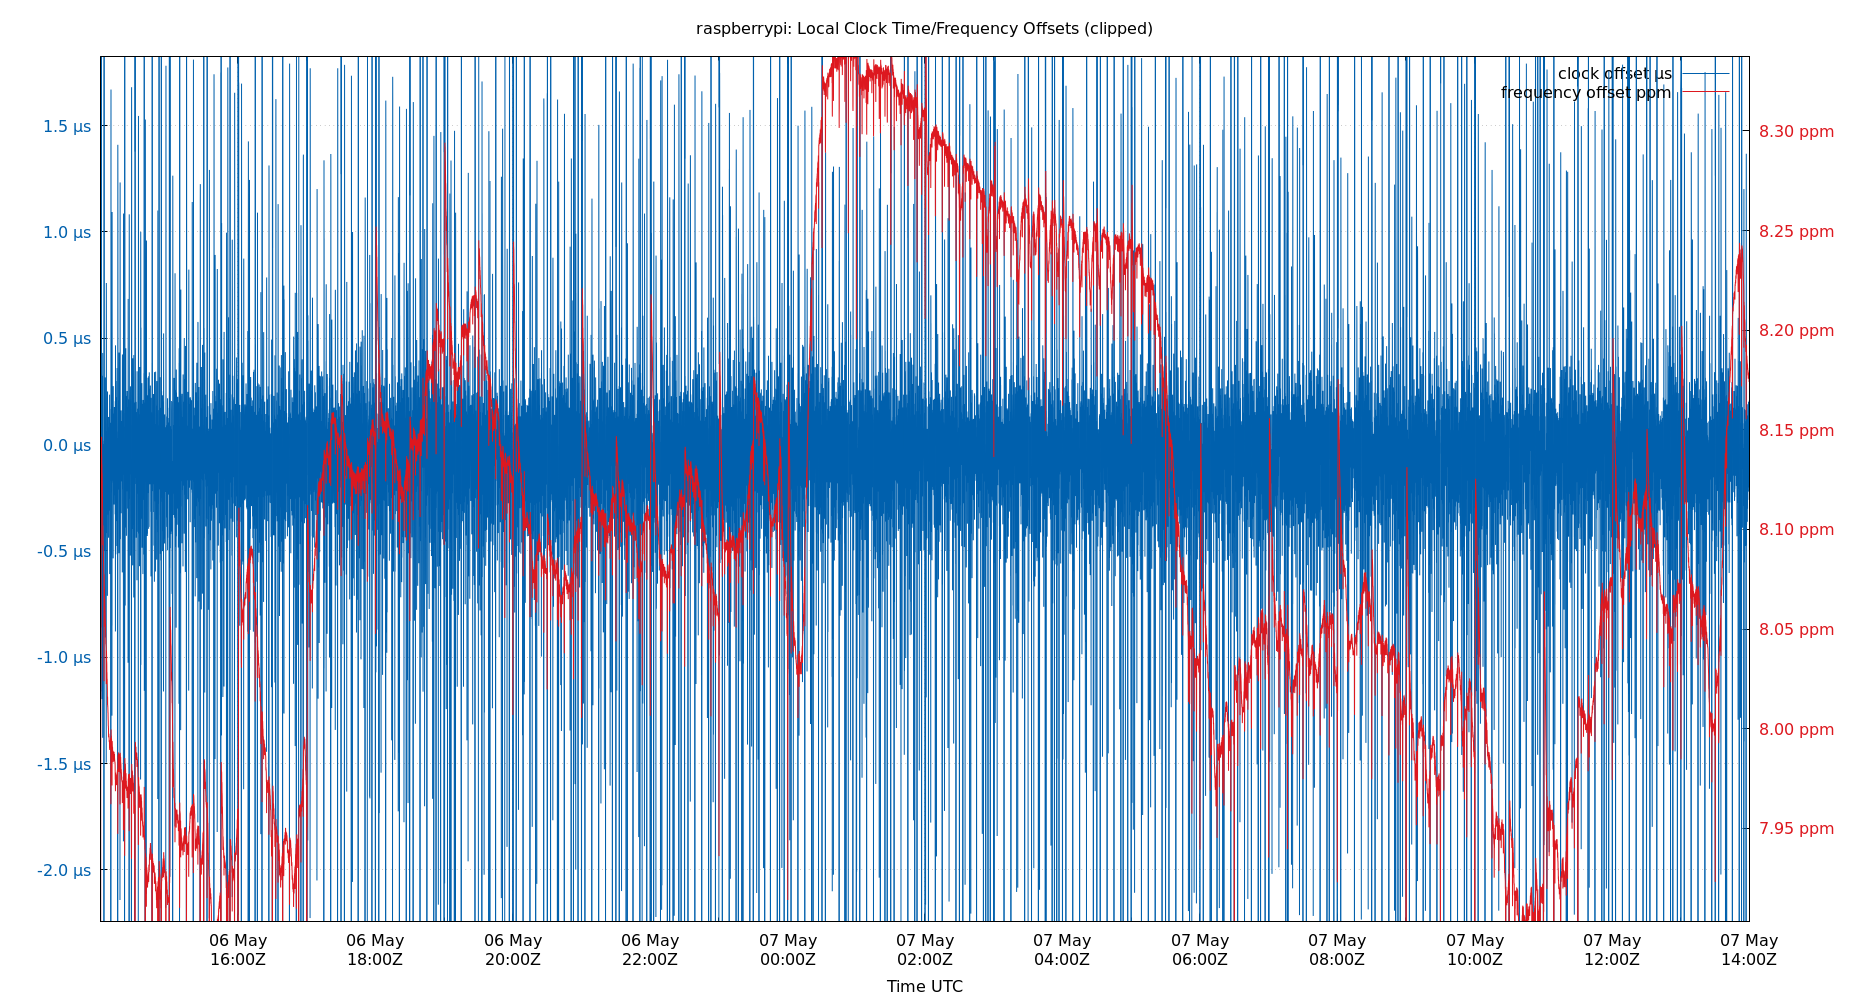 raspberrypi: Local Clock Time/Frequency Offsets (clipped)
clock offset µs
frequency offset ppm
1.5 µs
1.0 µs
0.5 µs
0.0 µs
-0.5 µs
-1.0 µs
-1.5 µs
-2.0 µs
8.30 ppm
8.25 ppm
8.20 ppm
8.15 ppm
8.10 ppm
8.05 ppm
8.00 ppm
7.95 ppm
06 May 06 May 06 May 06 May 07 May 07 May 07 May 07 May 07 May 07 May 07 May 07 May
16:00Z 18:00Z 20:00Z 22:00Z 00:00Z 02:00Z 04:00Z 06:00Z 08:00Z 10:00Z 12:00Z 14:00Z
Time UTC